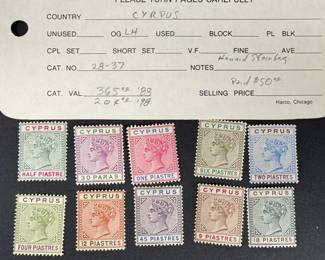 PLEASE TURN PAGES CAREFULLY
COUNTRY CYPRUS
UNUSED OG LH USED BLOCK PL BLK
CPL SET SHORT SET V.F. FINE AVE
CAT. NO. 28-37 NOTES Howard
Paid $50
CAT. VAL 365 '89 SELLING PRICE
208 '98
Harco, Chicago
CYPRUS CYPRUS CYPRUS CYPRUS CYPRUS
HALF PIASTRE 30 PARAS ONE PIASTRE SIX PIASTRES TWO PIASTRES
CYPRUS CYPRUS CYPRUS CYPRUS CYPRUS
FOUR PIASTRES 12 PIASTRES 45 PIASTRES 9 PIASTRES 18 PIASTRES